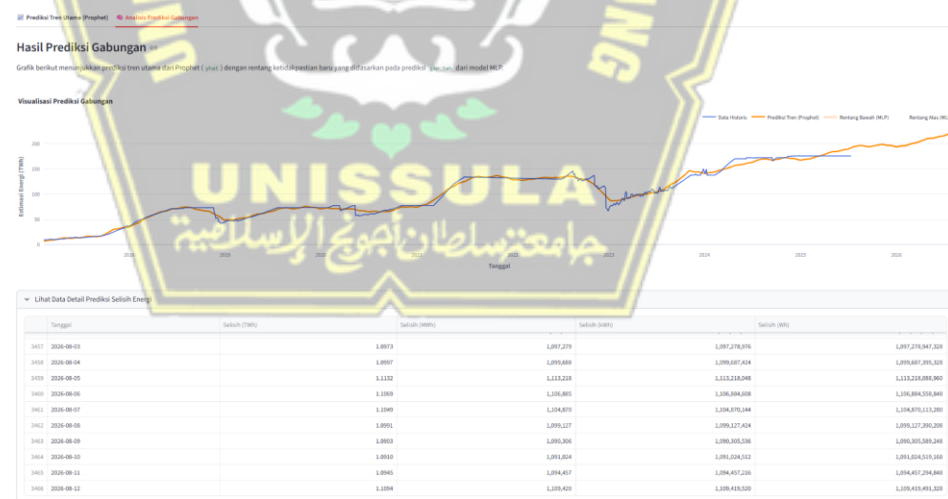 Prediksi Tren Utama (Prophet) Analisis Prediksi Gabungan
Hasil Prediksi Gabungan
Grafik berikut menunjukkan prediksi tren utama dari Prophet ( yhat ) dengan rentang ketidakpastian baru yang didasarkan pada prediksi dari model MLP.
Visualisasi Prediksi Gabungan
Data Historis Prediksi Tren (Prophet) Rentang Bawah (MLP) Rentang Atas (ML
Estimasi Energi (TWh)
200
150
100
50
0
2019 2020 2023 2024 2025 2026
Tanggal
UNISSULA
جامعة سلطان أجونج الإسلامية
Lihat Data Detail Prediksi Selisih Energi
Tanggal Selisih (TWh) Selisih (MWh) Selisih (kWh) Selisih (Wh)
3457 2026-08-03 1.0973 1,097,279 1,097,278,976 1,097,278,947,328
3458 2026-08-04 1.0997 1,099,688 1,099,687,424 1,099,687,395,328
3459 2026-08-05 1.1132 1,113,218 1,113,218,048 1,113,218,088,960
3460 2026-08-06 1.1069 1,106,885 1,106,884,608 1,106,884,558,848
3461 2026-08-07 1.1049 1,104,870 1,104,870,144 1,104,870,113,280
3462 2026-08-08 1.0991 1,099,127 1,099,127,424 1,099,127,390,208
3463 2026-08-09 1.0903 1,090,306 1,090,305,536 1,090,305,589,248
3464 2026-08-10 1.0910 1,091,024 1,091,024,512 1,091,024,519,168
3465 2026-08-11 1.0945 1,094,457 1,094,457,216 1,094,457,294,848
3466 2026-08-12 1.1094 1,109,420 1,109,419,520 1,109,419,491,328